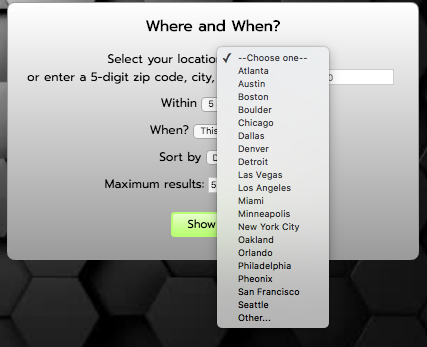 Where and When?
Select your locatio
--Choose one--
or enter a 5-digit zip code, city,
Within 5
When? This
Sort by D
Maximum results: 5
Show
Atlanta
Austin
Boston
Boulder
Chicago
Dallas
Denver
Detroit
Las Vegas
Los Angeles
Miami
Minneapolis
New York City
Oakland
Orlando
Philadelphia
Pheonix
San Francisco
Seattle
Other...